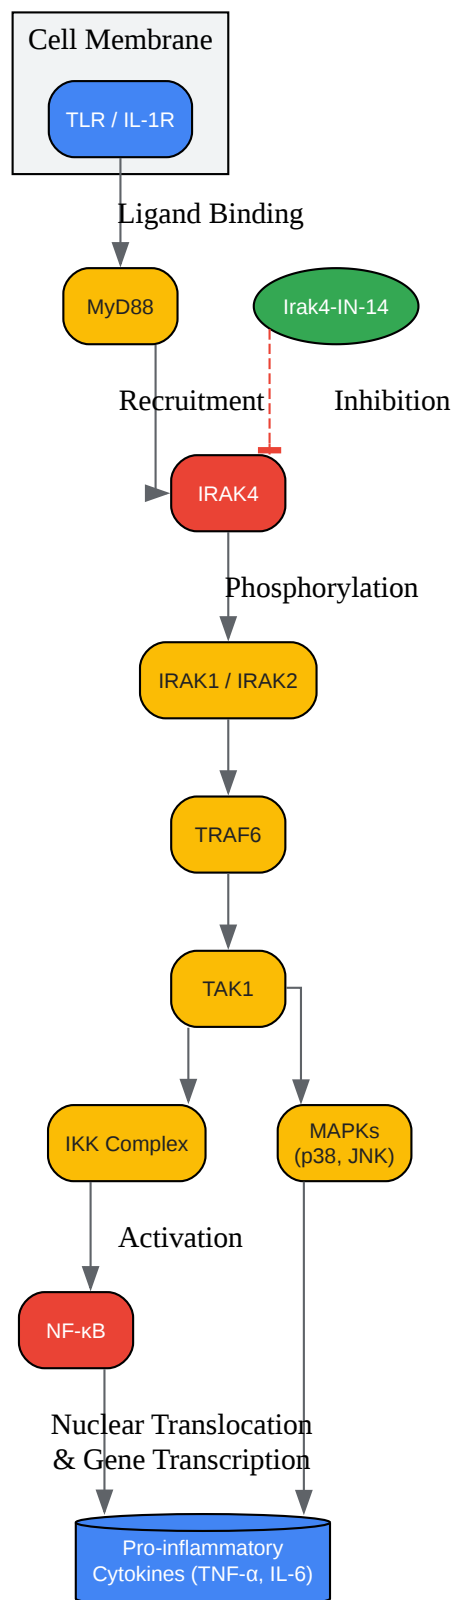 Cell Membrane
TLR / IL-1R
Ligand Binding
MyD88
Irak4-IN-14
Recruitment
Inhibition
IRAK4
Phosphorylation
IRAK1 / IRAK2
TRAF6
TAK1
IKK Complex
MAPKs
(p38, JNK)
Activation
NF-κB
Nuclear Translocation
& Gene Transcription
Pro-inflammatory
Cytokines (TNF-α, IL-6)